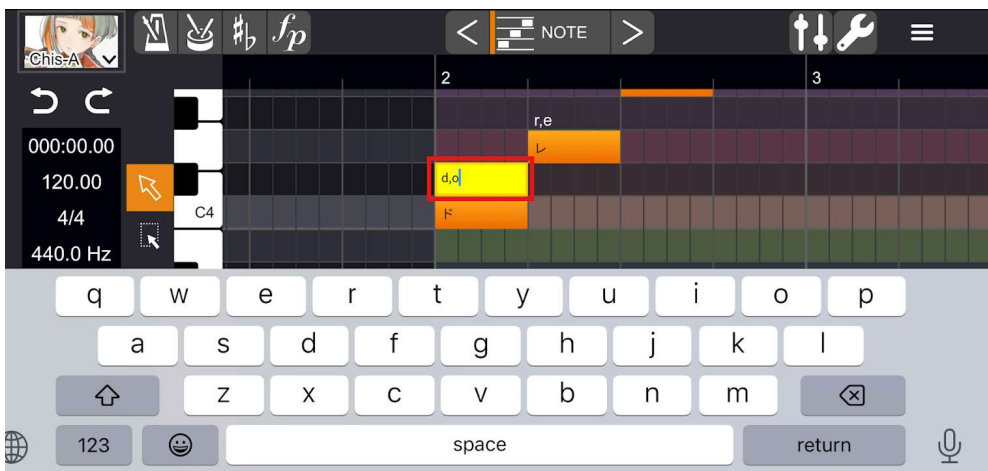 NOTE
Chis-A
2
3
r,e
000:00.00
レ
120.00
d,o
4/4
C4
ド
440.0 Hz
q w e r t y u i o p
a s d f g h j k l
z x c v b n m
123 space return